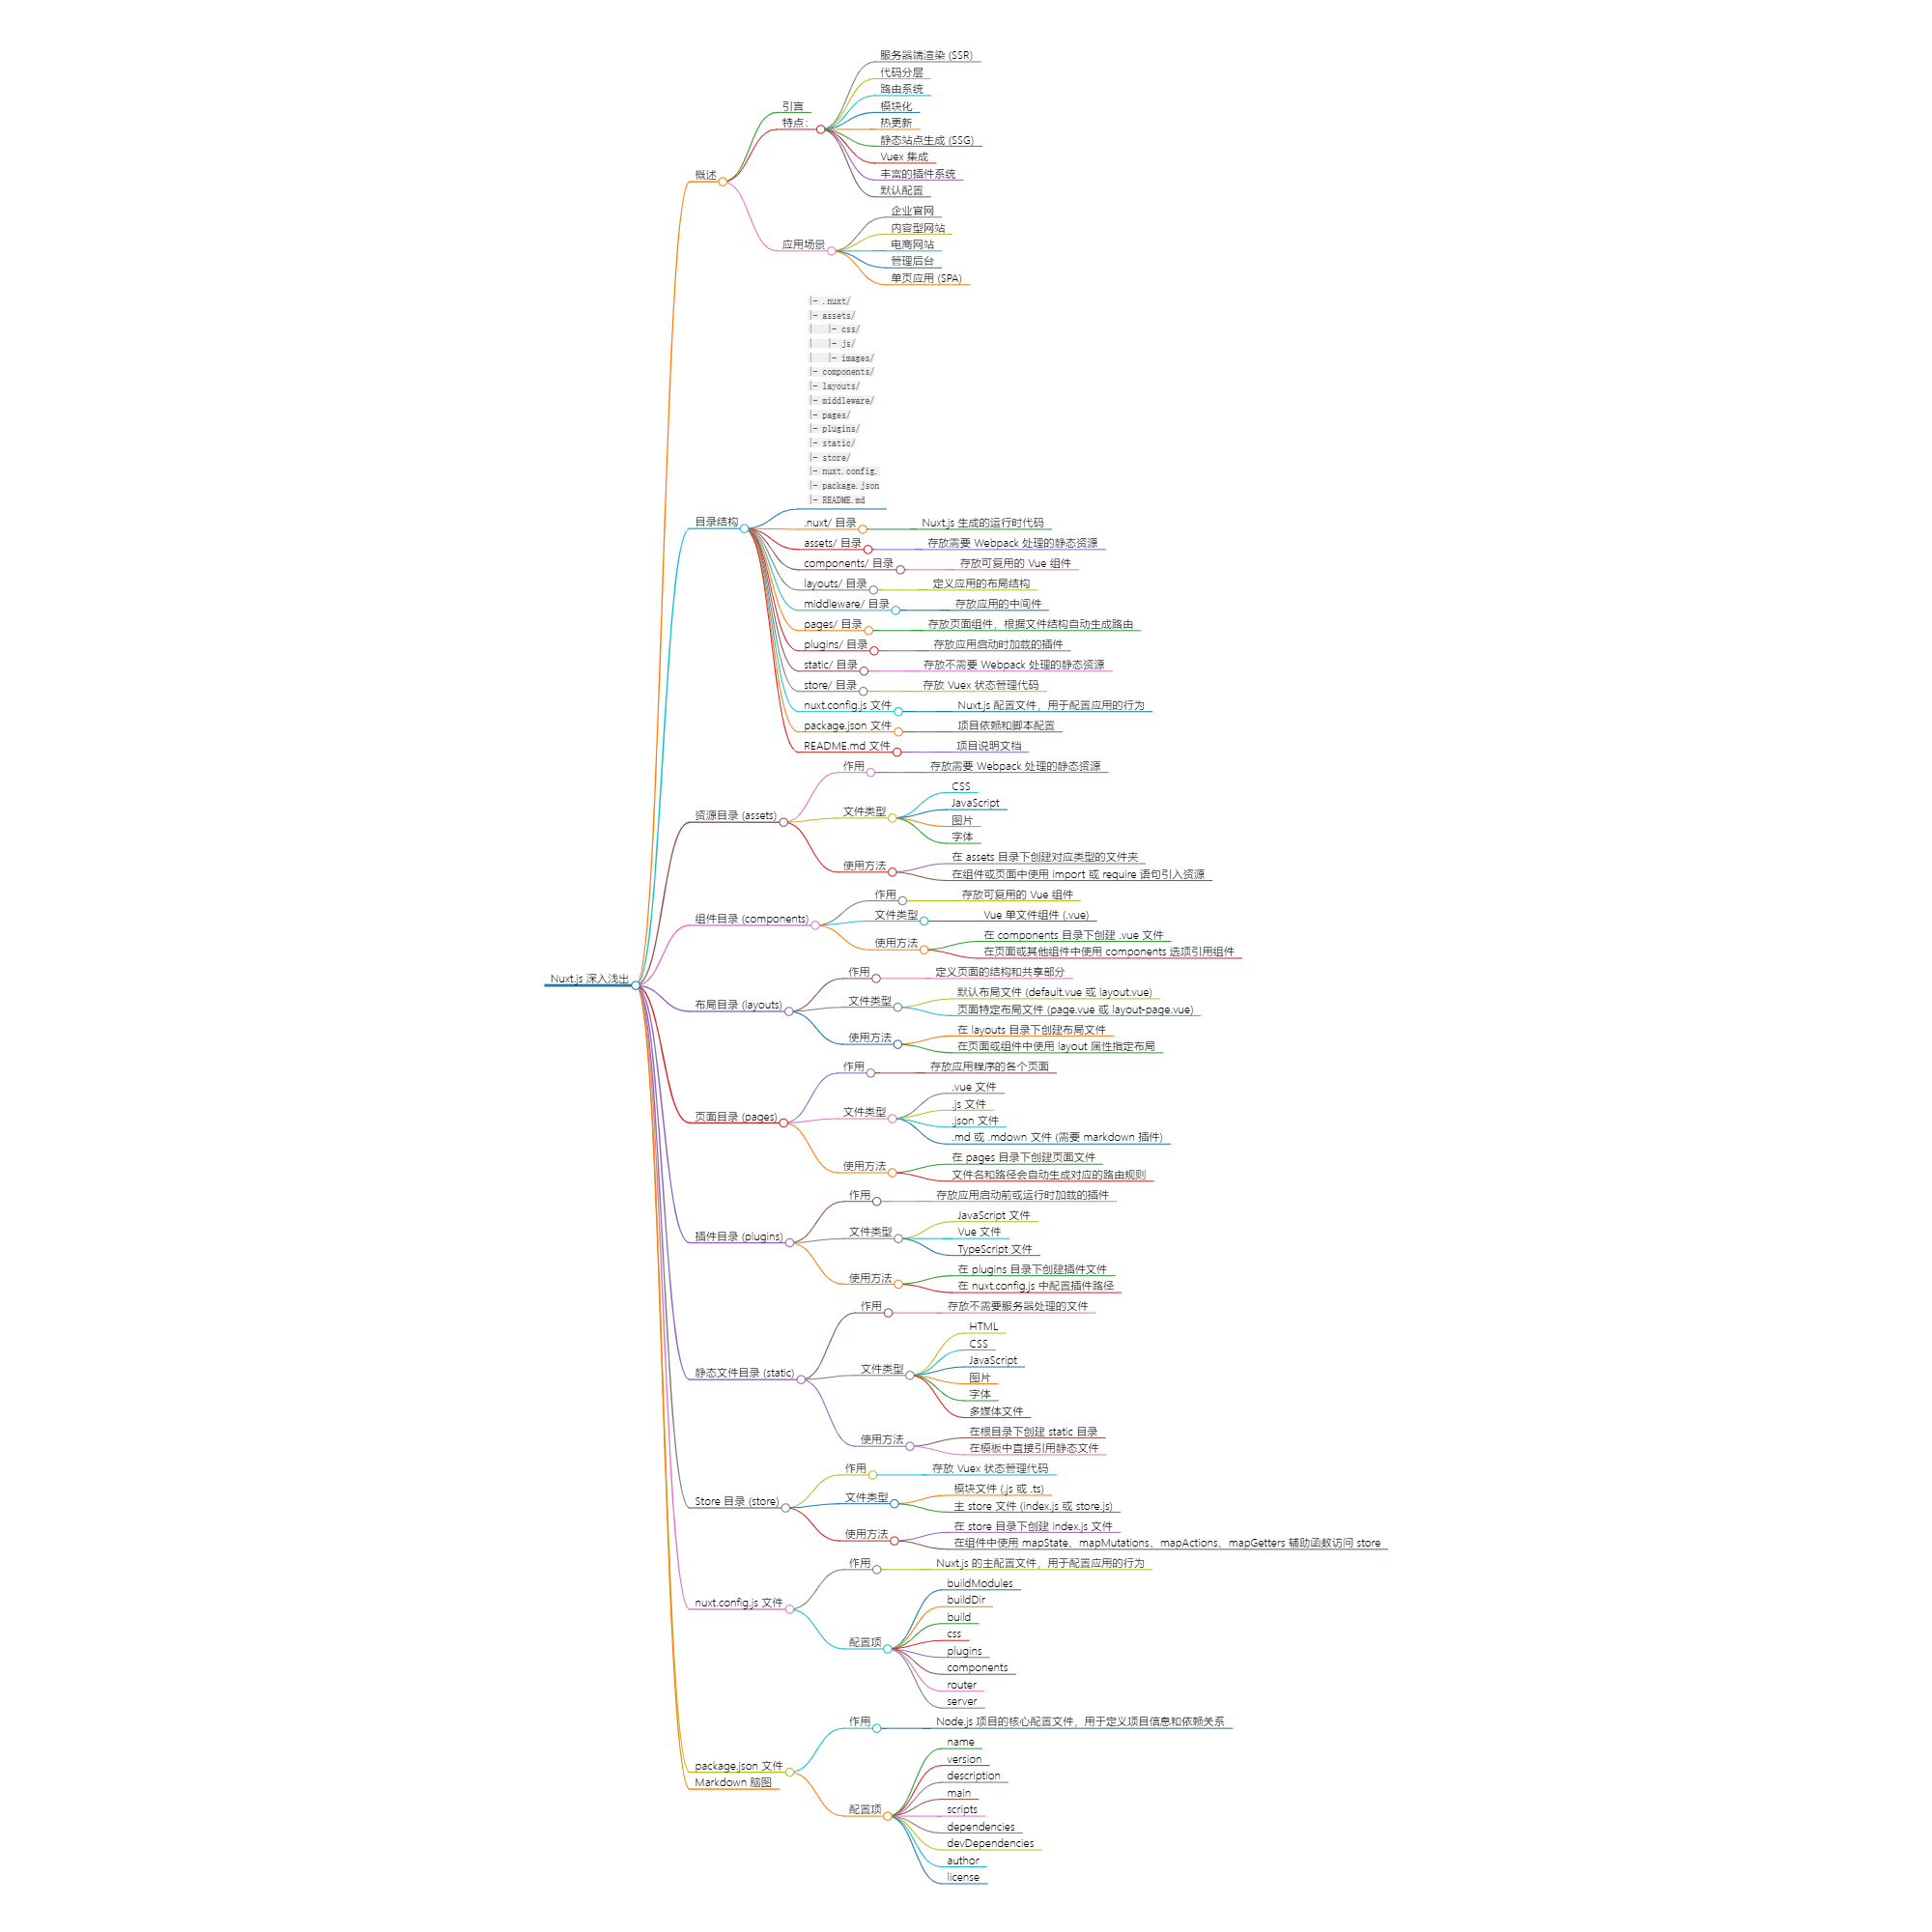 Nuxt.js 深入浅出
概述
引言
特点：
服务器端渲染 (SSR)
代码分层
路由系统
模块化
热更新
静态站点生成 (SSG)
Vuex 集成
丰富的插件系统
默认配置
应用场景
企业官网
内容型网站
电商网站
管理后台
单页应用 (SPA)
目录结构
|- .nuxt/
|- assets/
|   |- css/
|   |- js/
|   |- images/
|- components/
|- layouts/
|- middleware/
|- pages/
|- plugins/
|- static/
|- store/
|- nuxt.config.
|- package.json
|- README.md
.nuxt/ 目录
Nuxt.js 生成的运行时代码
assets/ 目录
存放需要 Webpack 处理的静态资源
components/ 目录
存放可复用的 Vue 组件
layouts/ 目录
定义应用的布局结构
middleware/ 目录
存放应用的中间件
pages/ 目录
存放页面组件，根据文件结构自动生成路由
plugins/ 目录
存放应用启动时加载的插件
static/ 目录
存放不需要 Webpack 处理的静态资源
store/ 目录
存放 Vuex 状态管理代码
nuxt.config.js 文件
Nuxt.js 配置文件，用于配置应用的行为
package.json 文件
项目依赖和脚本配置
README.md 文件
项目说明文档
资源目录 (assets)
作用
存放需要 Webpack 处理的静态资源
文件类型
CSS
JavaScript
图片
字体
使用方法
在 assets 目录下创建对应类型的文件夹
在组件或页面中使用 import 或 require 语句引入资源
组件目录 (components)
作用
存放可复用的 Vue 组件
文件类型
Vue 单文件组件 (.vue)
使用方法
在 components 目录下创建 .vue 文件
在页面或其他组件中使用 components 选项引用组件
布局目录 (layouts)
作用
定义页面的结构和共享部分
文件类型
默认布局文件 (default.vue 或 layout.vue)
页面特定布局文件 (page.vue 或 layout-page.vue)
使用方法
在 layouts 目录下创建布局文件
在页面或组件中使用 layout 属性指定布局
页面目录 (pages)
作用
存放应用程序的各个页面
文件类型
.vue 文件
.js 文件
.json 文件
.md 或 .mdown 文件 (需要 markdown 插件)
使用方法
在 pages 目录下创建页面文件
文件名和路径会自动生成对应的路由规则
插件目录 (plugins)
作用
存放应用启动前或运行时加载的插件
文件类型
JavaScript 文件
Vue 文件
TypeScript 文件
使用方法
在 plugins 目录下创建插件文件
在 nuxt.config.js 中配置插件路径
静态文件目录 (static)
作用
存放不需要服务器处理的文件
文件类型
HTML
CSS
JavaScript
图片
字体
多媒体文件
使用方法
在根目录下创建 static 目录
在模板中直接引用静态文件
Store 目录 (store)
作用
存放 Vuex 状态管理代码
文件类型
模块文件 (.js 或 .ts)
主 store 文件 (index.js 或 store.js)
使用方法
在 store 目录下创建 index.js 文件
在组件中使用 mapState、mapMutations、mapActions、mapGetters 辅助函数访问 store
nuxt.config.js 文件
作用
Nuxt.js 的主配置文件，用于配置应用的行为
配置项
buildModules
buildDir
build
css
plugins
components
router
server
package.json 文件
作用
Node.js 项目的核心配置文件，用于定义项目信息和依赖关系
配置项
name
version
description
main
scripts
dependencies
devDependencies
author
license
Markdown 脑图